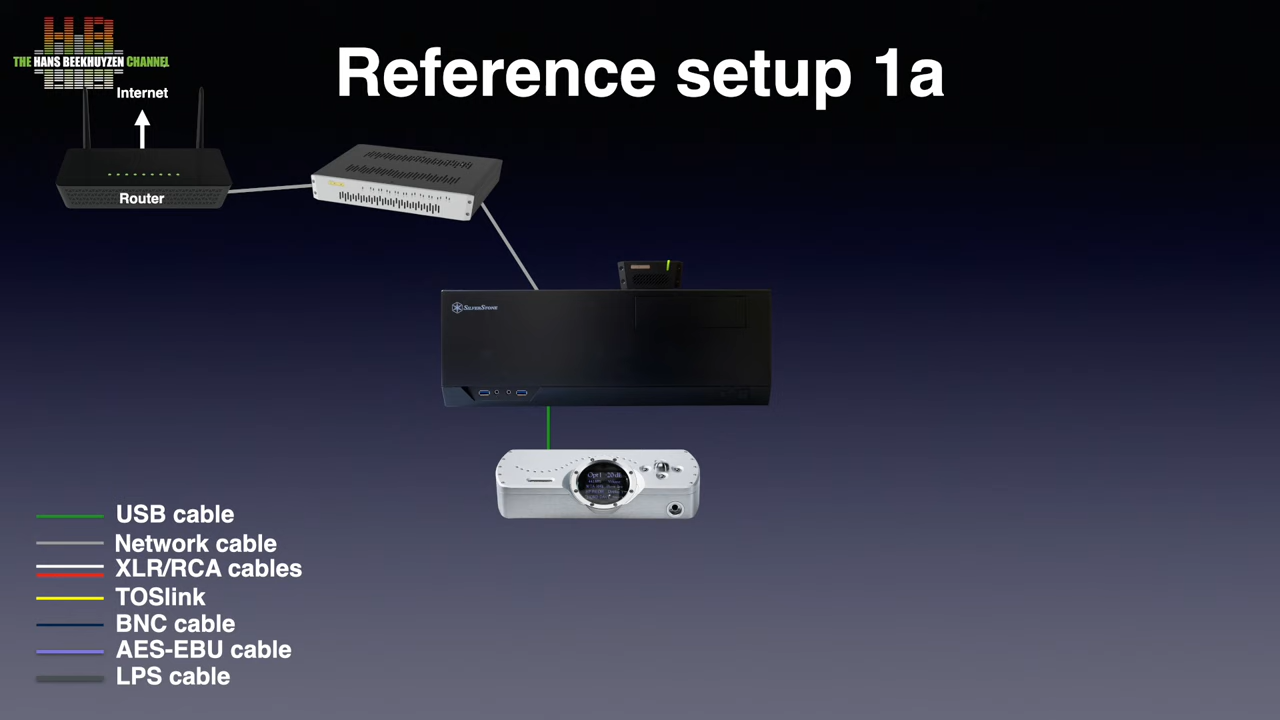 THE HANS BEEKHUYZEN CHANNEL
Reference setup 1a
Internet
Router
SILVERSTONE
USB cable
Network cable
XLR/RCA cables
TOSlink
BNC cable
AES-EBU cable
LPS cable